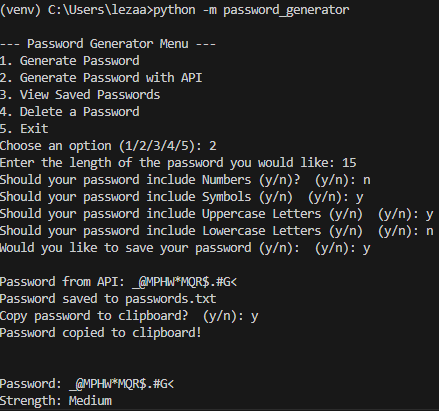 (venv) C:\Users\lezaa>python -m password_generator
--- Password Generator Menu ---
1. Generate Password
2. Generate Password with API
3. View Saved Passwords
4. Delete a Password
5. Exit
Choose an option (1/2/3/4/5): 2
Enter the length of the password you would like: 15
Should your password include Numbers (y/n)?  (y/n): n
Should your password include Symbols (y/n)  (y/n): y
Should your password include Uppercase Letters (y/n)  (y/n): y
Should your password include Lowercase Letters (y/n)  (y/n): n
Would you like to save your password (y/n):  (y/n): y
Password from API: _@MPHW*MQR$.#G<
Password saved to passwords.txt
Copy password to clipboard?  (y/n): y
Password copied to clipboard!
Password: _@MPHW*MQR$.#G<
Strength: Medium